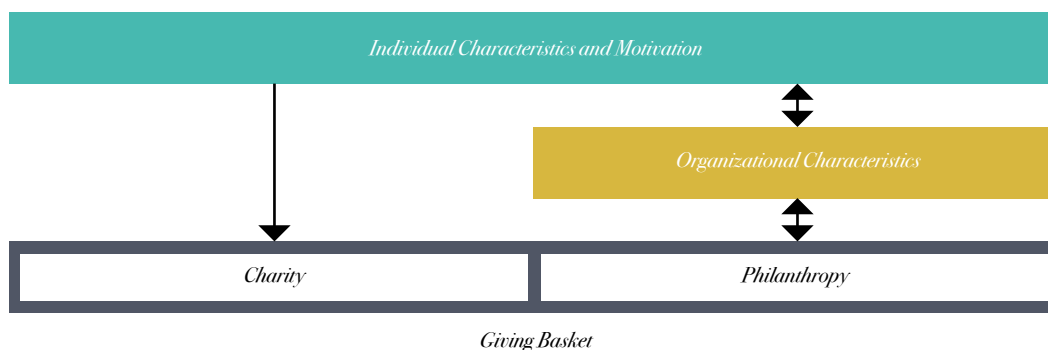 Individual Characteristics and Motivation
Organizational Characteristics
Charity
Philanthropy
Giving Basket